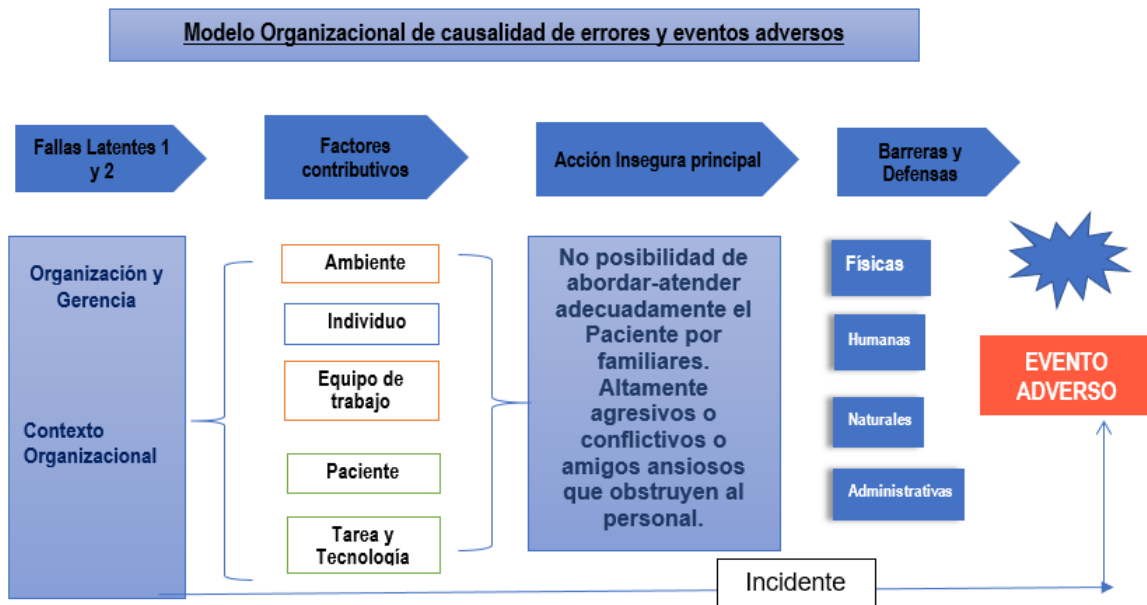 Modelo Organizacional de causalidad de errores y eventos adversos
Fallas Latentes 1
y 2
Factores
contributivos
Acción Insegura principal
Barreras y
Defensas
Organización y
Gerencia
Contexto
Organizacional
Ambiente
Individuo
Equipo de
trabajo
Paciente
Tarea y
Tecnología
No posibilidad de
abordar-atender
adecuadamente el
Paciente por
familiares.
Altamente
agresivos o
conflictivos o
amigos ansiosos
que obstruyen al
personal.
Físicas
Humanas
Naturales
Administrativas
EVENTO
ADVERSO
Incidente